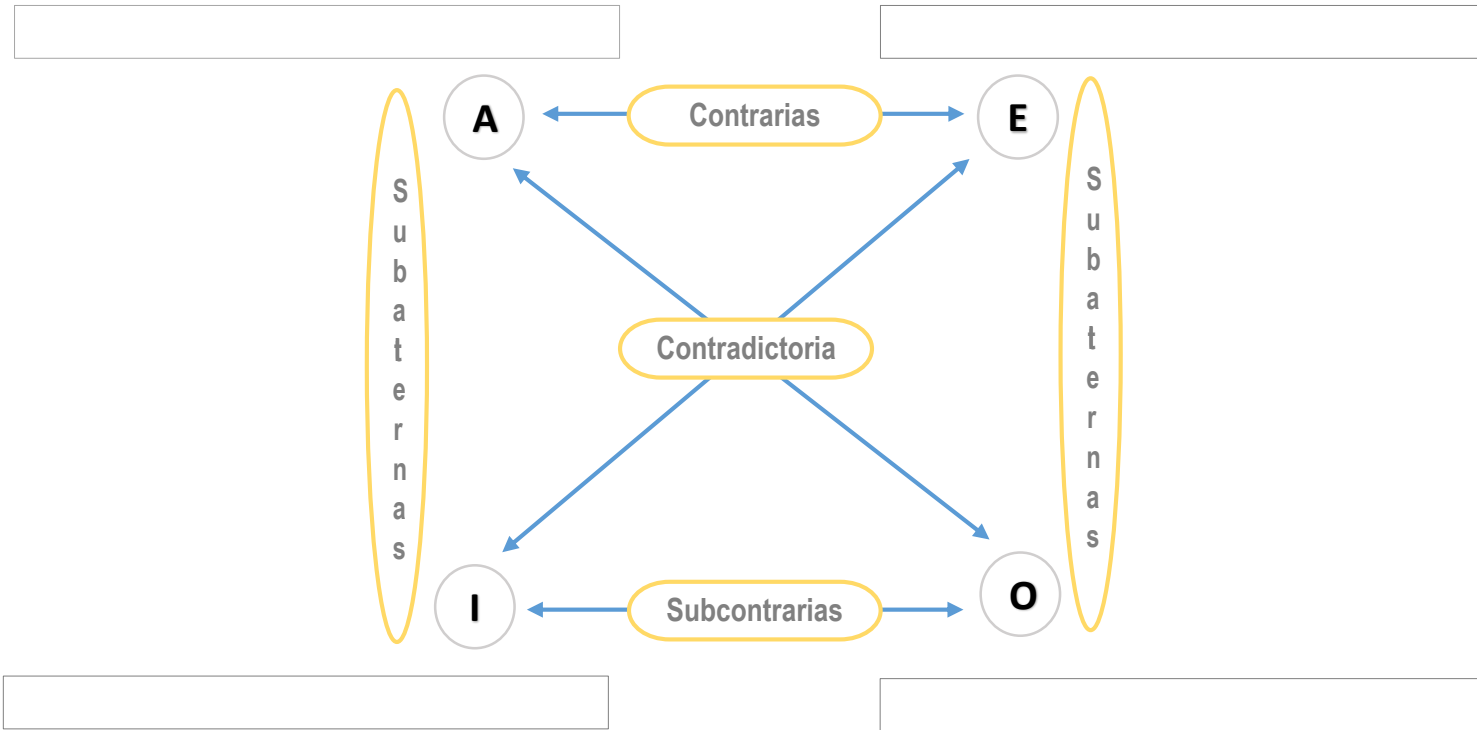 A
Contrarias
E
S
u
b
a
t
e
r
n
a
s
S
u
b
a
t
e
r
n
a
s
Contradictoria
I
Subcontrarias
O